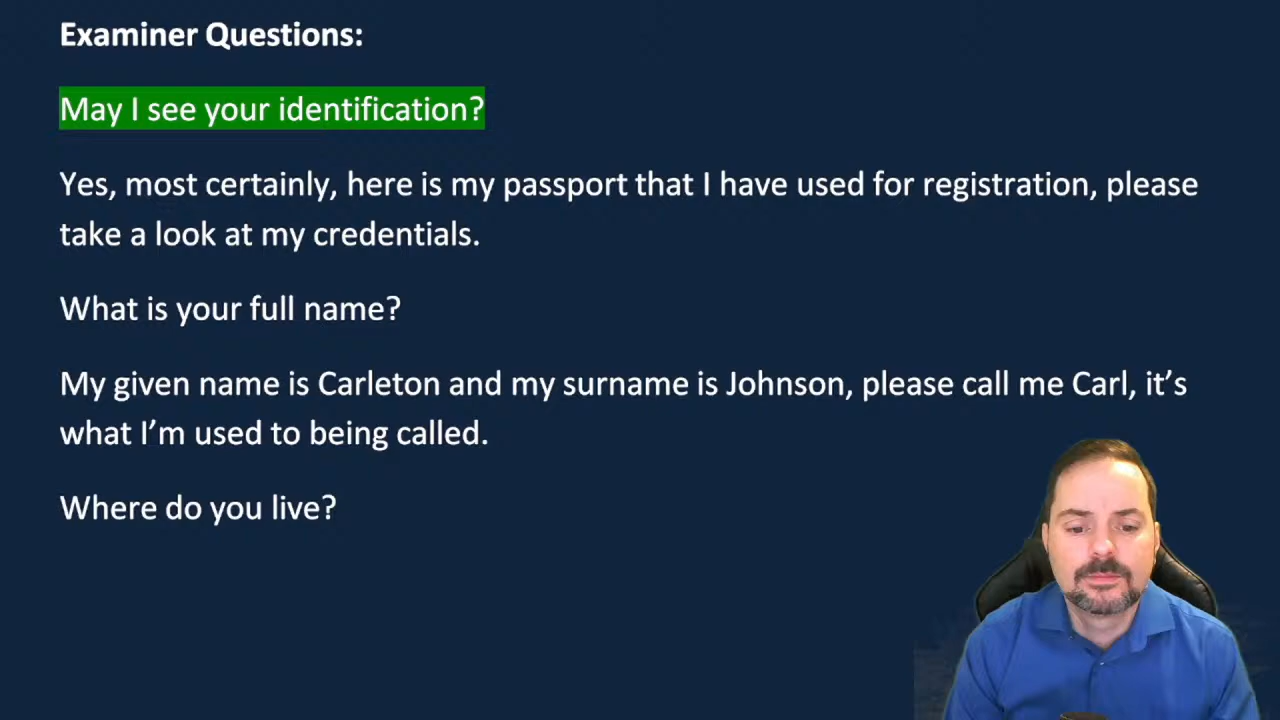 Examiner Questions:
May I see your identification?
Yes, most certainly, here is my passport that I have used for registration, please
take a look at my credentials.
What is your full name?
My given name is Carleton and my surname is Johnson, please call me Carl, it’s
what I’m used to being called.
Where do you live?